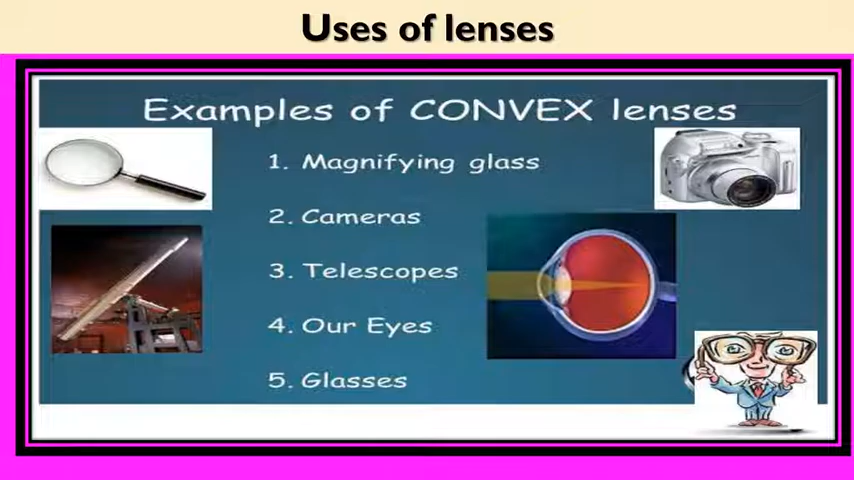 Uses of lenses
Examples of CONVEX lenses
1. Magnifying glass
2. Cameras
3. Telescopes
4. Our Eyes
5. Glasses